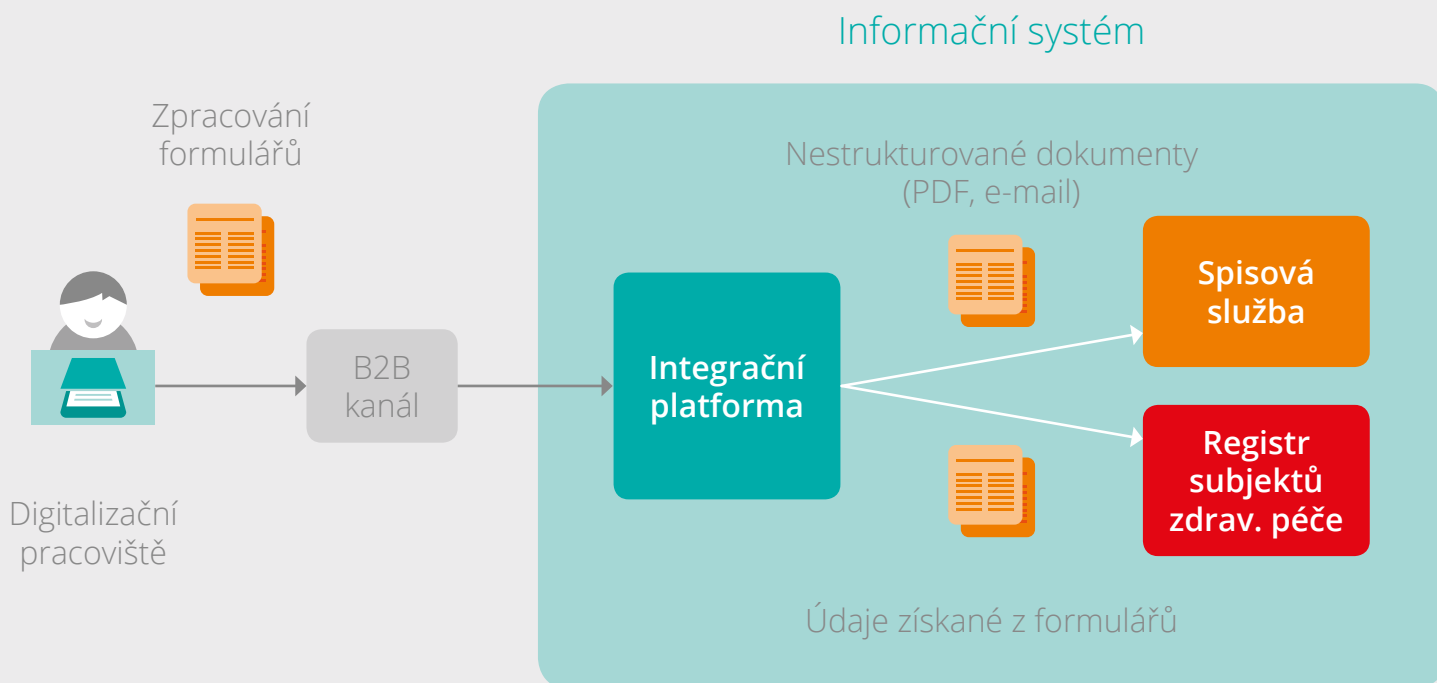 Informační systém
Zpracování
formulářů
Nestrukturované dokumenty
(PDF, e-mail)
Spisová
služba
B2B
kanál
Integrační
platforma
Registr
subjektů
zdrav. péče
Digitalizační
pracoviště
Údaje získané z formulářů